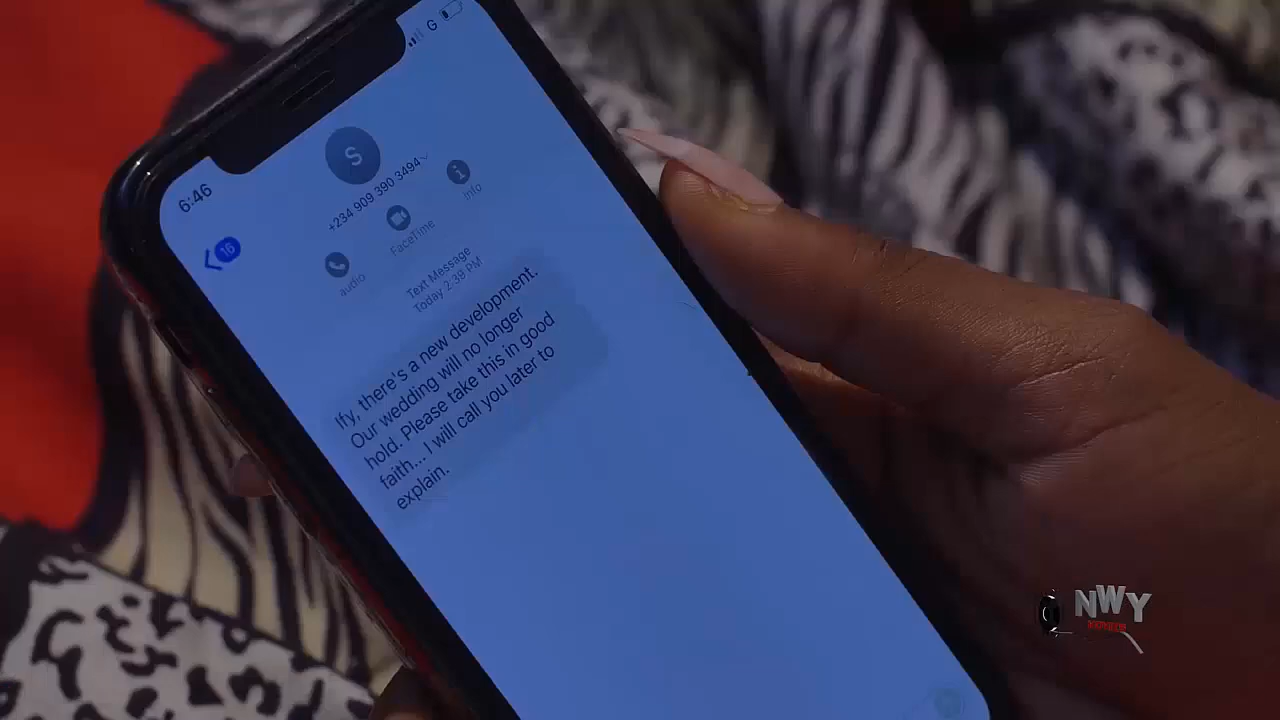 G
6:46
16
S
+234 909 390 3494
audio
FaceTime
info
Text Message
Today 2:39 PM
Ify, there's a new development.
Our wedding will no longer
hold. Please take this in good
faith... I will call you later to
explain.
NWY